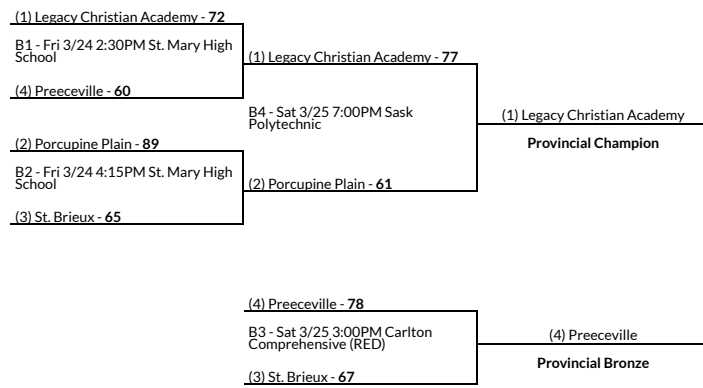 (1) Legacy Christian Academy - 72
B1 - Fri 3/24 2:30PM St. Mary High
School
(4) Preeceville - 60
(1) Legacy Christian Academy - 77
(2) Porcupine Plain - 89
B2 - Fri 3/24 4:15PM St. Mary High
School
(3) St. Brieux - 65
B4 - Sat 3/25 7:00PM Sask
Polytechnic
(2) Porcupine Plain - 61
(1) Legacy Christian Academy
Provincial Champion
(4) Preeceville - 78
B3 - Sat 3/25 3:00PM Carlton
Comprehensive (RED)
(3) St. Brieux - 67
(4) Preeceville
Provincial Bronze